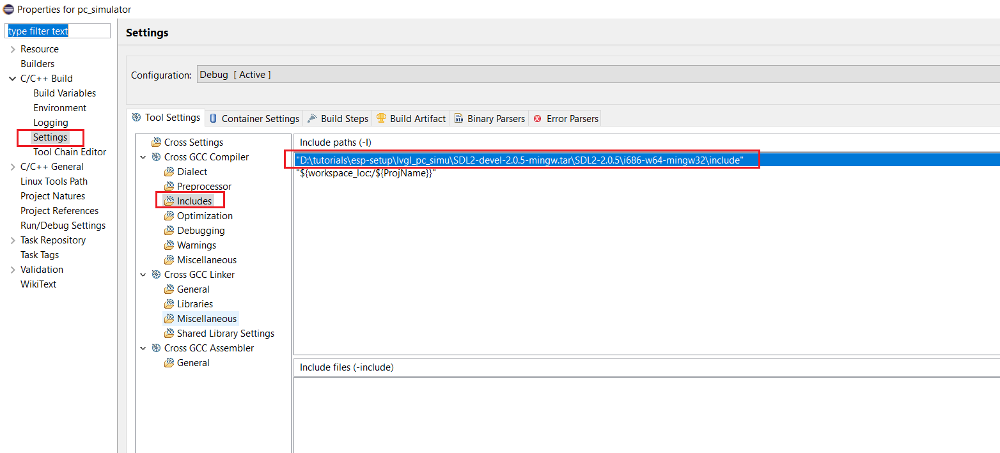 Properties for pc_simulator
type filter text
Resource
Builders
C/C++ Build
Build Variables
Environment
Logging
Settings
Tool Chain Editor
C/C++ General
Linux Tools Path
Project Natures
Project References
Run/Debug Settings
Task Repository
Task Tags
Validation
WikiText
Settings
Configuration:
Debug [ Active ]
Tool Settings
Container Settings
Build Steps
Build Artifact
Binary Parsers
Error Parsers
Cross Settings
Cross GCC Compiler
Dialect
Preprocessor
Includes
Optimization
Debugging
Warnings
Miscellaneous
Cross GCC Linker
General
Libraries
Miscellaneous
Shared Library Settings
Cross GCC Assembler
General
Include paths (-I)
"D:\tutorials\esp-setup\lvgl_pc_simu\SDL2-devel-2.0.5-mingw.tar\SDL2-2.0.5\i686-w64-mingw32\include"
"${workspace_loc:/${ProjName}}"
Include files (-include)